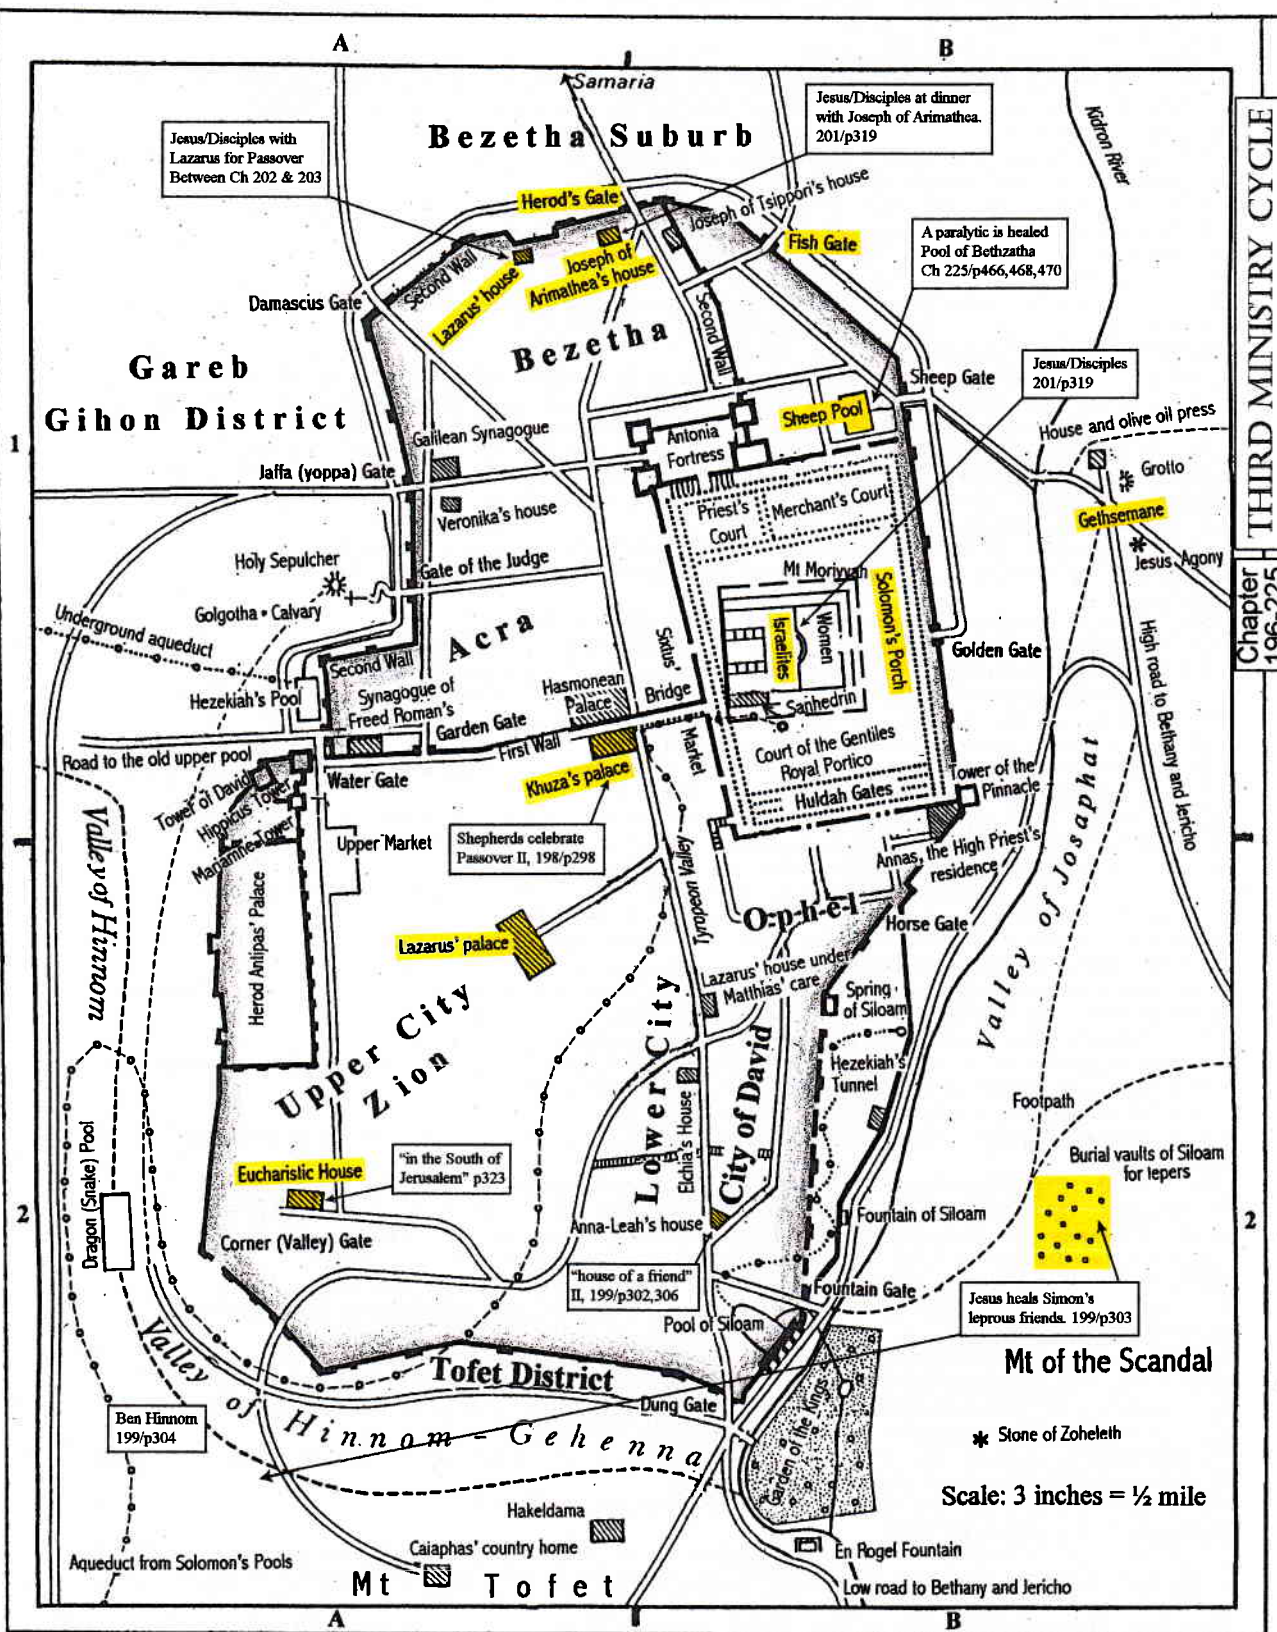 A
B
Samaria
Kidron River
Bezetha Suburb
Jesus/Disciples with
Lazarus for Passover
Between Ch 202 & 203
Jesus/Disciples at dinner
with Joseph of Arimathea.
201/p319
Herod's Gate
Joseph of Tsippori's house
Fish Gate
A paralytic is healed
Pool of Bethzatha
Ch 225/p466,468,470
Second Wall
Joseph of
Arimathea's house
Lazarus' house
Damascus Gate
Second Wall
Bezetha
Gareb
Gihon District
Jesus/Disciples
201/p319
Sheep Gate
Sheep Pool
House and olive oil press
1
Galilean Synagogue
Antonia
Fortress
Grotto
Jaffa (yoppa) Gate
Priest's
Court
Merchant's Court
Veronika's house
Gethsemane
Holy Sepulcher
Gate of the Judge
Mt Moriyyah
Jesus Agony
Golgotha • Calvary
Underground aqueduct
Acra
Sixtus'
Bridge
Israelites
Women
Solomon's Porch
Golden Gate
High road to Bethany and Jericho
Second Wall
Hezekiah's Pool
Synagogue of
Freed Roman's
Hasmonean
Palace
Sanhedrin
Garden Gate
First Wall
Market
Court of the Gentiles
Royal Portico
Road to the old upper pool
Tower of David
Hippicus Tower
Mariamne Tower
Water Gate
Khuza's palace
Huldah Gates
Tower of the
Pinnacle
Valley of Hinnom
Upper Market
Shepherds celebrate
Passover II, 198/p298
Tyropeon Valley
Annas, the High Priest's
residence
Valley of Josaphat
O-p-h-e-l
Horse Gate
Lazarus' palace
Herod Antipas' Palace
Lazarus' house under
Matthias' care
Spring
of Siloam
Upper City
Zion
Lower City
City of David
Hezekiah's
Tunnel
Elchia's House
Footpath
Dragon (Snake) Pool
Eucharistic House
"in the South of
Jerusalem" p323
Burial vaults of Siloam
for lepers
2
2
Anna-Leah's house
Fountain of Siloam
Corner (Valley) Gate
"house of a friend"
II, 199/p302,306
Fountain Gate
Jesus heals Simon's
leprous friends. 199/p303
Pool of Siloam
Mt of the Scandal
Tofet District
Valley of Hinnom - Gehenna
Dung Gate
Ben Hinnom
199/p304
Garden of the Kings
Stone of Zoheleth
Scale: 3 inches = ½ mile
Hakeldama
Caiaphas' country home
En Rogel Fountain
Aqueduct from Solomon's Pools
Mt Tofet
Low road to Bethany and Jericho
A
B
THIRD MINISTRY CYCLE
Chapter
196-225